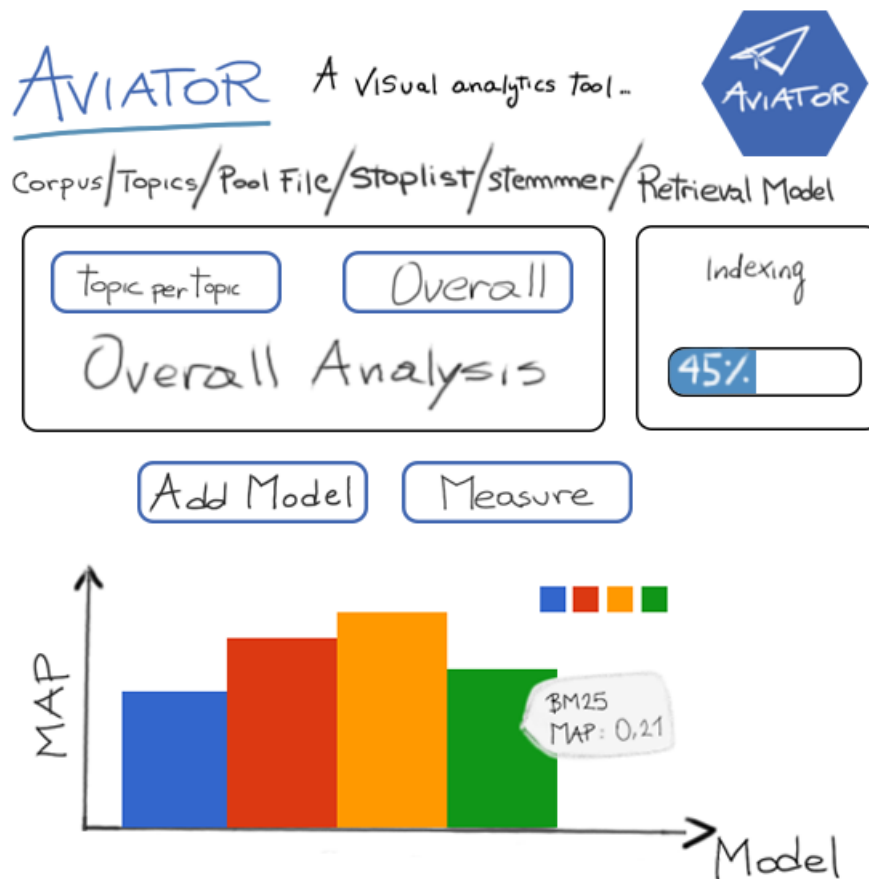 AVIATOR
A Visual analytics tool...
AVIATOR
Corpus/Topics/Pool File/Stoplist/stemmer/Retrieval Model
Topic per Topic
Overall
Overall Analysis
Indexing
45%
Add Model
Measure
MAP
BM25
MAP: 0,21
Model